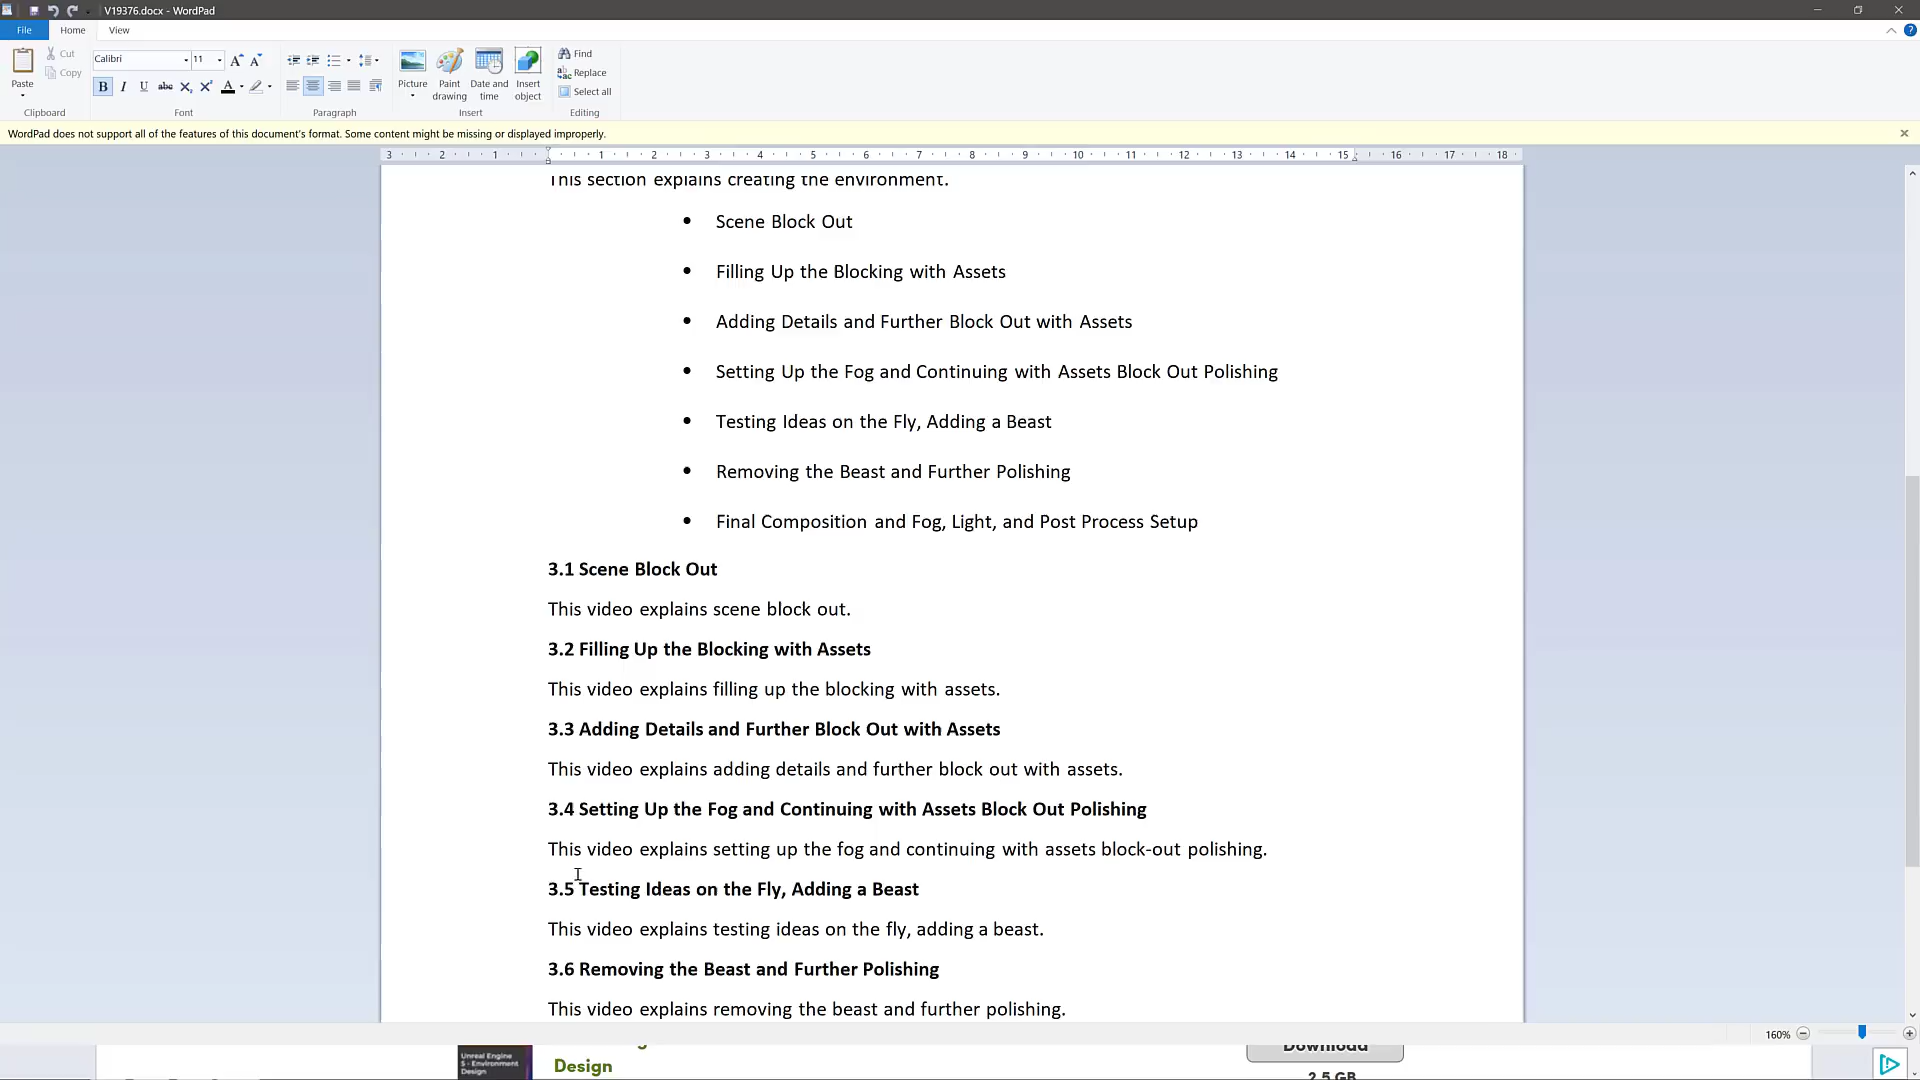 V19376.docx - WordPad
File Home View
Paste
Cut
Copy
Clipboard
Calibri 11
B I U abc X₂ X² A
Font
Paragraph
Picture
Paint drawing
Date and time
Insert object
Insert
Find
Replace
Select all
Editing
WordPad does not support all of the features of this document's format. Some content might be missing or displayed improperly.
3 2 1 1 2 3 4 5 6 7 8 9 10 11 12 13 14 15 16 17 18
This section explains creating the environment.
• Scene Block Out
• Filling Up the Blocking with Assets
• Adding Details and Further Block Out with Assets
• Setting Up the Fog and Continuing with Assets Block Out Polishing
• Testing Ideas on the Fly, Adding a Beast
• Removing the Beast and Further Polishing
• Final Composition and Fog, Light, and Post Process Setup
3.1 Scene Block Out
This video explains scene block out.
3.2 Filling Up the Blocking with Assets
This video explains filling up the blocking with assets.
3.3 Adding Details and Further Block Out with Assets
This video explains adding details and further block out with assets.
3.4 Setting Up the Fog and Continuing with Assets Block Out Polishing
This video explains setting up the fog and continuing with assets block-out polishing.
3.5 Testing Ideas on the Fly, Adding a Beast
This video explains testing ideas on the fly, adding a beast.
3.6 Removing the Beast and Further Polishing
This video explains removing the beast and further polishing.
160%
Unreal Engine
5 - Environment
Design
Design
Download
2.5 GB